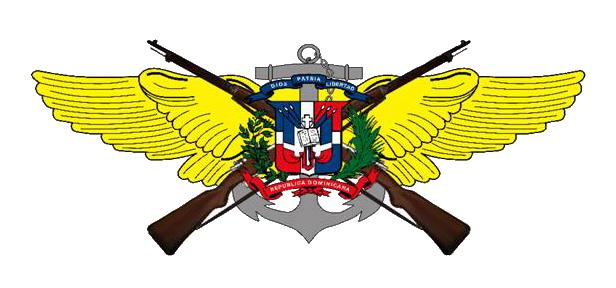 DIOS PATRIA LIBERTAD
REPUBLICA DOMINICANA